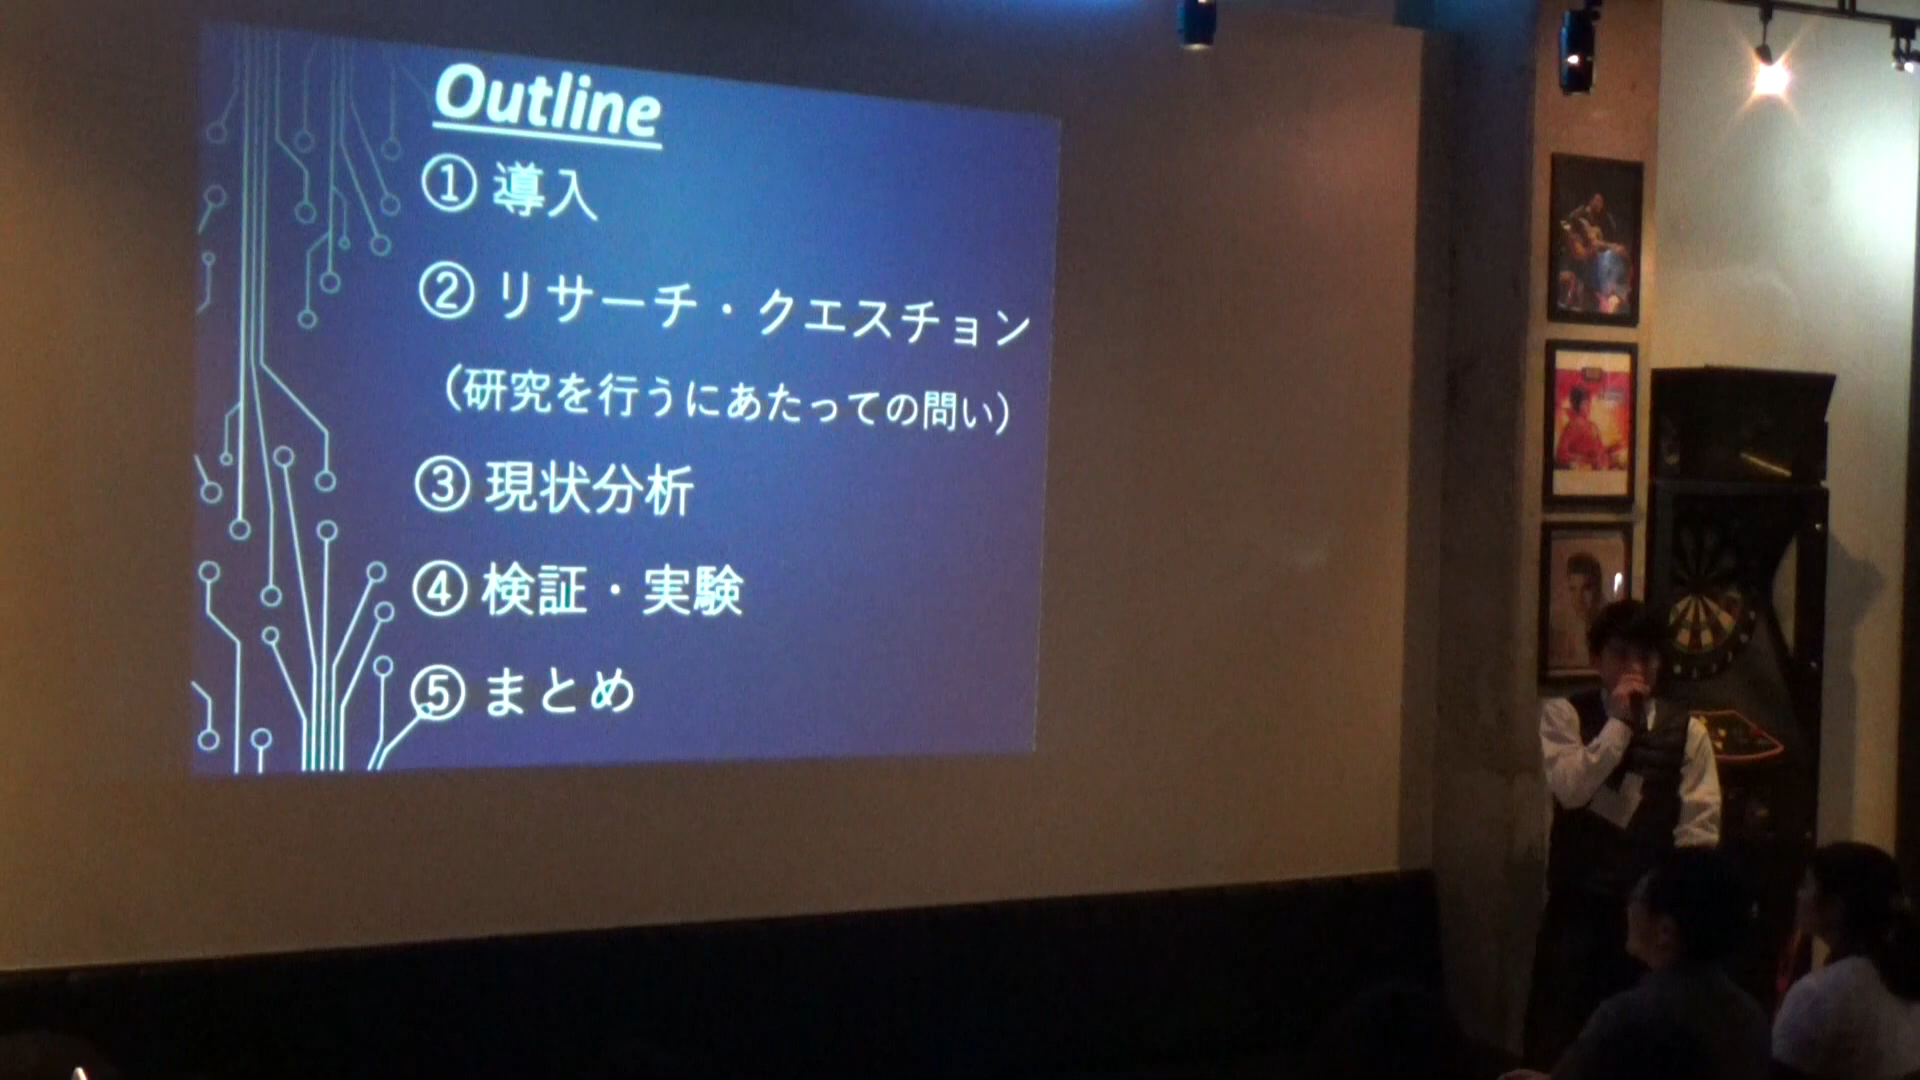 Outline
① 導入
② リサーチ・クエスチョン
（研究を行うにあたっての問い）
③ 現状分析
④ 検証・実験
⑤ まとめ